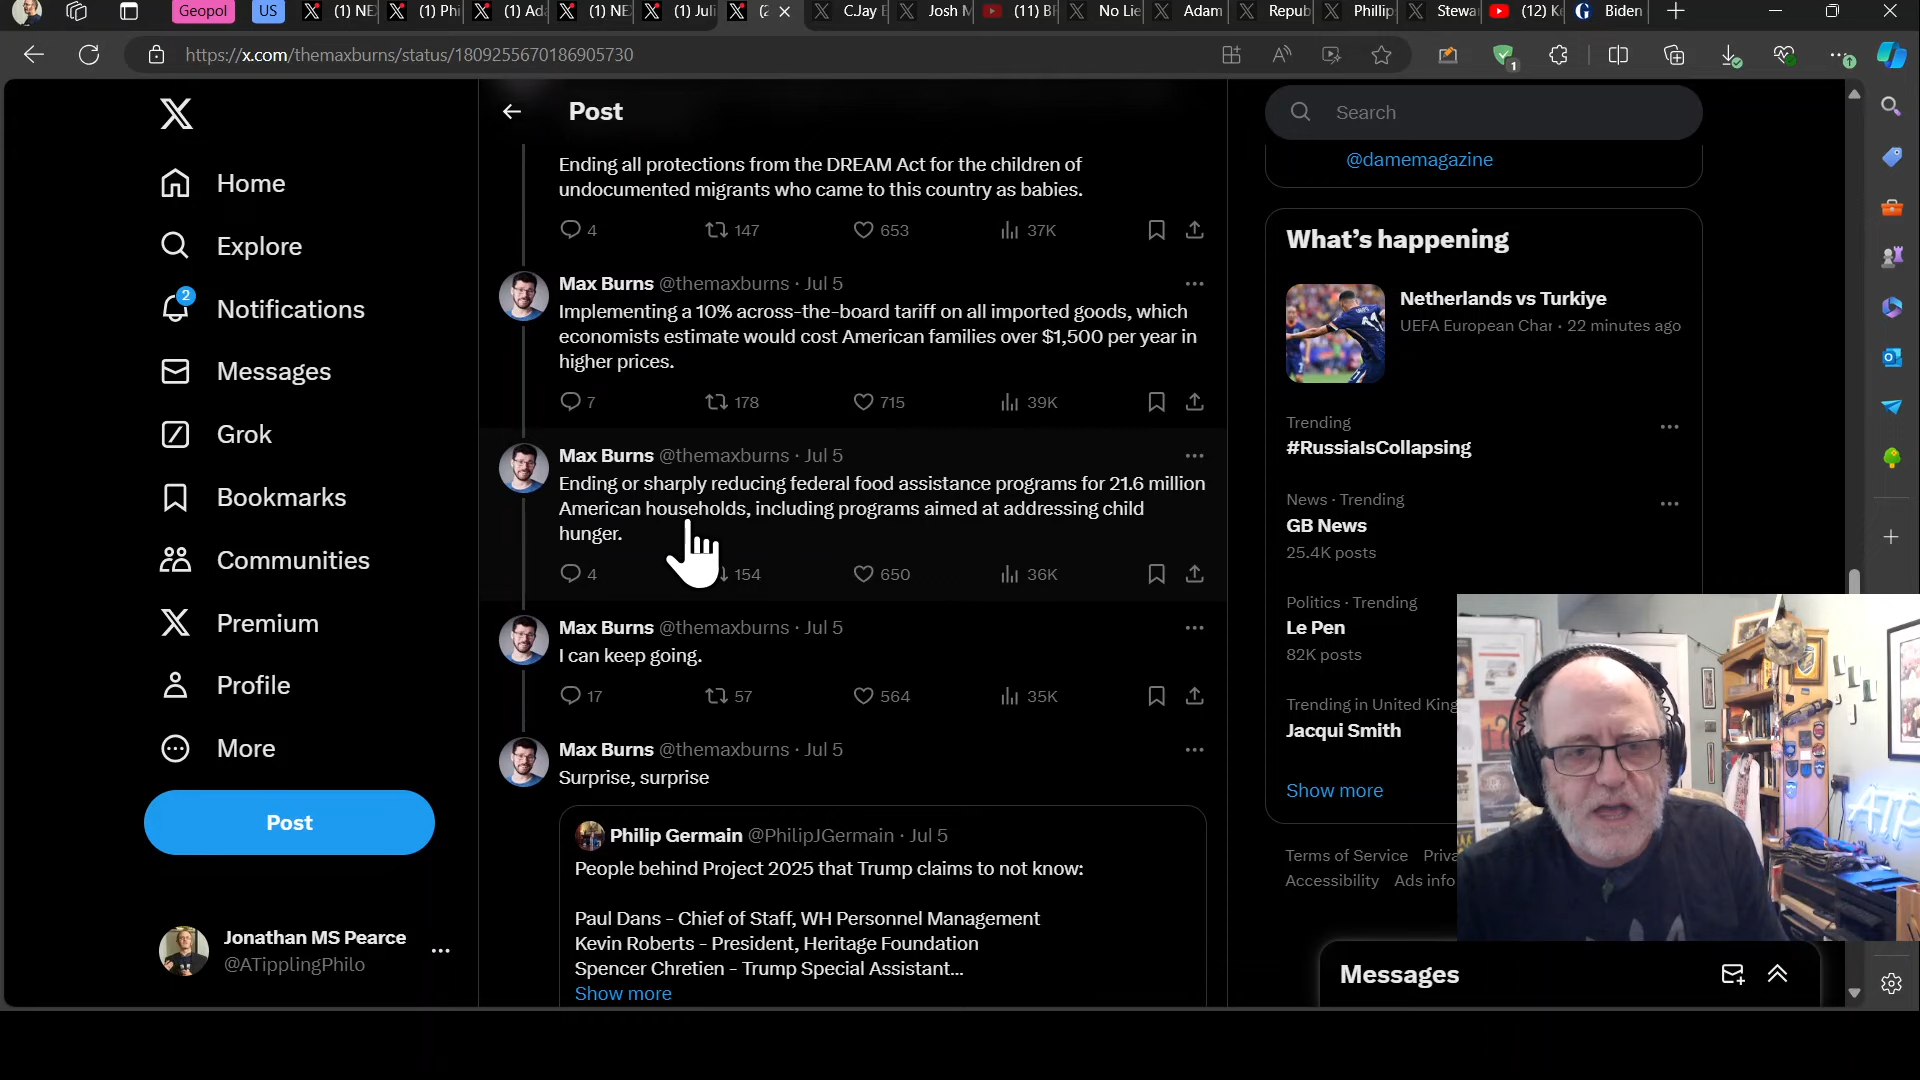 Geopol
US
(1) NE
(1) Phi
(1) Ad
(1) NE
(1) Juli
(2
CJay E
Josh M
(11) B
No Lie
Adam
Repub
Phillip
Stewa
(12) K
Biden
https://x.com/themaxburns/status/1809255670186905730
1
Post
Search
@damemagazine
Home
Explore
2
Notifications
Messages
Grok
Bookmarks
Communities
Premium
Profile
More
Post
Jonathan MS Pearce
@ATipplingPhilo
Ending all protections from the DREAM Act for the children of
undocumented migrants who came to this country as babies.
4 147 653 37K
Max Burns @themaxburns · Jul 5
Implementing a 10% across-the-board tariff on all imported goods, which
economists estimate would cost American families over $1,500 per year in
higher prices.
7 178 715 39K
Max Burns @themaxburns · Jul 5
Ending or sharply reducing federal food assistance programs for 21.6 million
American households, including programs aimed at addressing child
hunger.
4 154 650 36K
Max Burns @themaxburns · Jul 5
I can keep going.
17 57 564 35K
Max Burns @themaxburns · Jul 5
Surprise, surprise
Philip Germain @PhilipJGermain · Jul 5
People behind Project 2025 that Trump claims to not know:
Paul Dans - Chief of Staff, WH Personnel Management
Kevin Roberts - President, Heritage Foundation
Spencer Chretien - Trump Special Assistant...
Show more
What's happening
Netherlands vs Turkiye
UEFA European Char · 22 minutes ago
Trending
#RussiaIsCollapsing
News · Trending
GB News
25.4K posts
Politics · Trending
Le Pen
82K posts
Trending in United King
Jacqui Smith
Show more
Terms of Service Priva
Accessibility Ads info
ATP
Messages